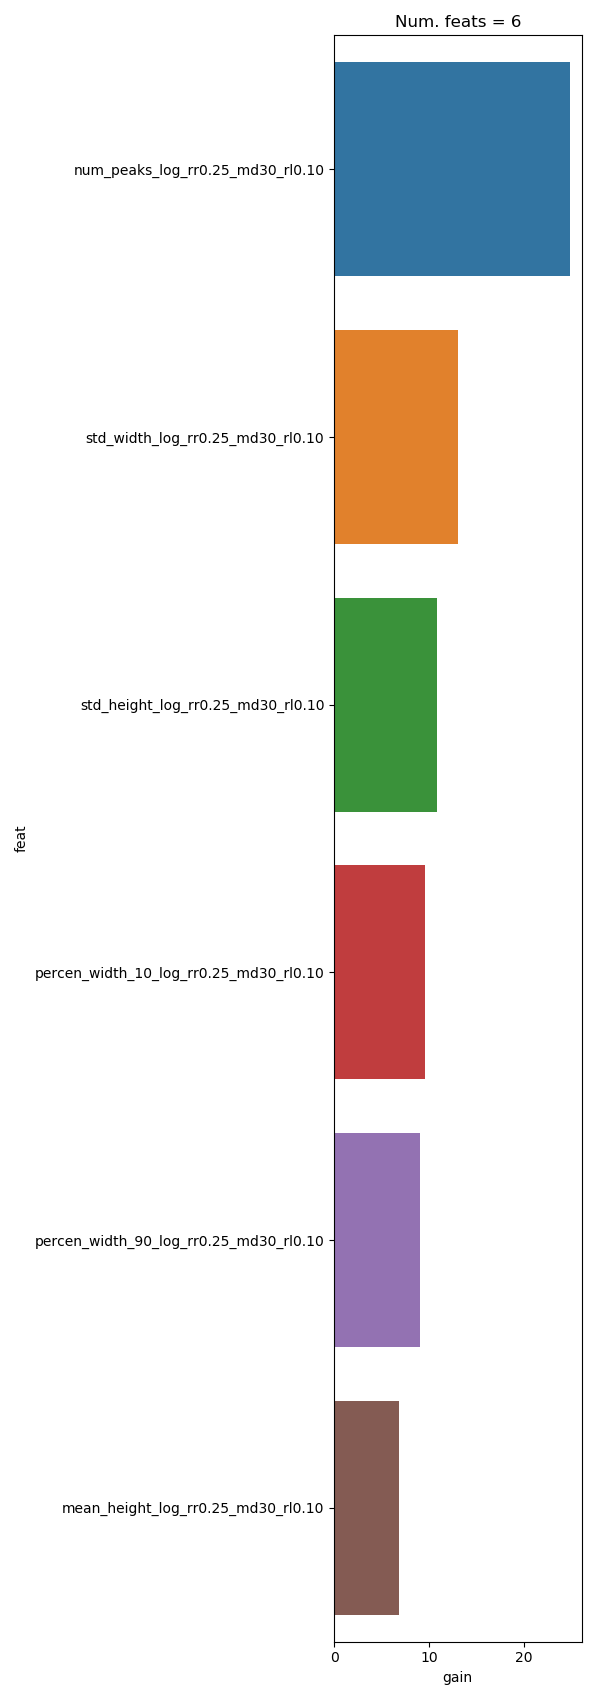 Num. feats = 6
num_peaks_log_rr0.25_md30_rl0.10
std_width_log_rr0.25_md30_rl0.10
std_height_log_rr0.25_md30_rl0.10
feat
percen_width_10_log_rr0.25_md30_rl0.10
percen_width_90_log_rr0.25_md30_rl0.10
mean_height_log_rr0.25_md30_rl0.10
0 10 20
gain